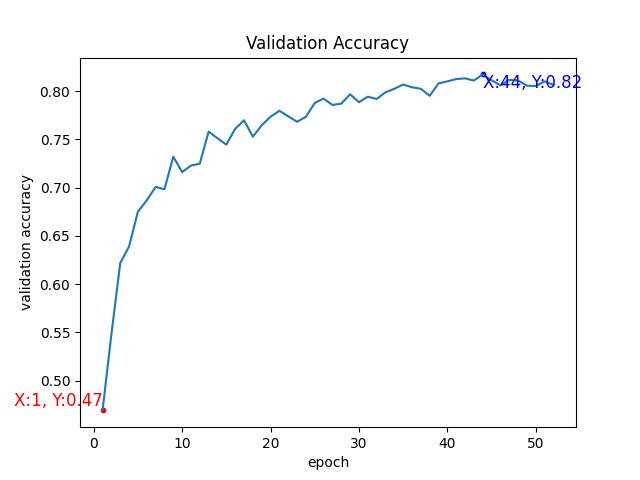 Validation Accuracy
validation accuracy
0.80
0.75
0.70
0.65
0.60
0.55
0.50
X:44, Y:0.82
X:1, Y:0.47
0
10
20
30
40
50
epoch